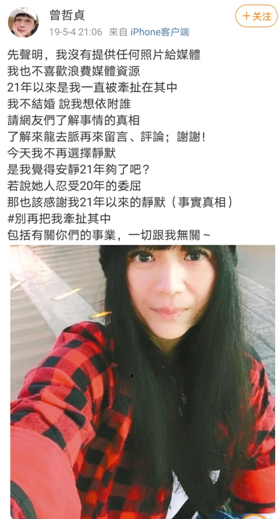 曾哲貞
+关注
19-5-4 21:06 来自 iPhone客户端
先聲明，我沒有提供任何照片給媒體
我也不喜歡浪費媒體資源
21年以來是我一直被牽扯在其中
我不結婚 說我想依附誰
請網友們了解事情的真相
了解來龍去脈再來留言、評論；謝謝！
今天我不再選擇靜默
是我覺得安靜21年夠了吧？
若說她人忍受20年的委屈
那也該感謝我21年以來的靜默（事實真相）
#別再把我牽扯其中
包括有關你們的事業，一切跟我無關～